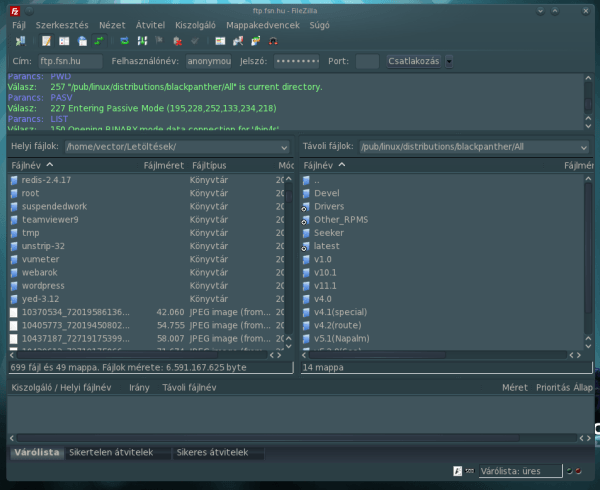 ftp.fsn.hu - FileZilla
Fájl Szerkesztés Nézet Átvitel Kiszolgáló Mappakedvencek Súgó
Cím: ftp.fsn.hu Felhasználónév: anonymou Jelszó: •••••••• Port: Csatlakozás
Parancs: PWD
Válasz: 257 "/pub/linux/distributions/blackpanther/All" is current directory.
Parancs: PASV
Válasz: 227 Entering Passive Mode (195,228,252,133,234,218)
Parancs: LIST
Válasz: 150 Opening BINARY mode data connection for '/bin/ls'.
Helyi fájlok: /home/vector/Letöltések/
Fájlnév Fájlméret Fájltípus Mód
redis-2.4.17 Könyvtár 20
root Könyvtár 20
suspendedwork Könyvtár 20
teamviewer9 Könyvtár 20
tmp Könyvtár 20
unstrip-32 Könyvtár 20
vumeter Könyvtár 20
webarok Könyvtár 20
wordpress Könyvtár 20
yed-3.12 Könyvtár 20
10370534_72019586136... 42.060 JPEG image (from... 20
10405773_72019450802... 54.755 JPEG image (from... 20
10437187_72719175399... 58.007 JPEG image (from... 20
699 fájl és 49 mappa. Fájlok mérete: 6.591.167.625 byte
Távoli fájlok: /pub/linux/distributions/blackpanther/All
Fájlnév Fájlmér
..
Devel
Drivers
Other_RPMS
Seeker
latest
v1.0
v10.1
v11.1
v4.0
v4.1(special)
v4.2(route)
v5.1(Napalm)
14 mappa
Kiszolgáló / Helyi fájlnév Irány Távoli fájlnév Méret Prioritás Állap
Várólista Sikertelen átvitelek Sikeres átvitelek
Várólista: üres